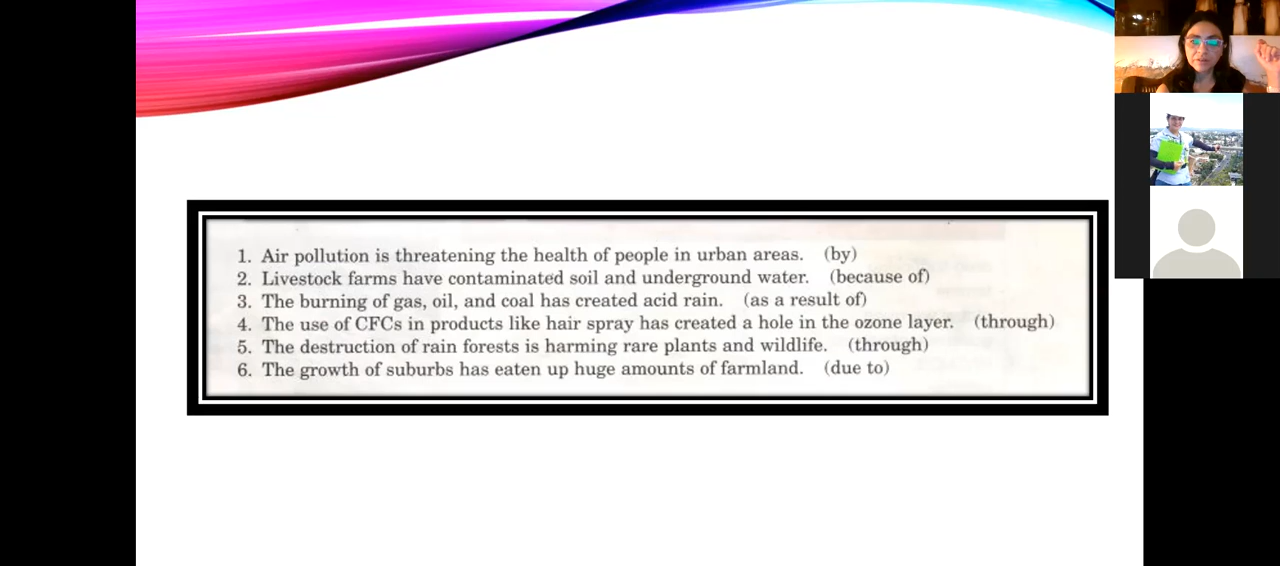 1. Air pollution is threatening the health of people in urban areas. (by)
2. Livestock farms have contaminated soil and underground water. (because of)
3. The burning of gas, oil, and coal has created acid rain. (as a result of)
4. The use of CFCs in products like hair spray has created a hole in the ozone layer. (through)
5. The destruction of rain forests is harming rare plants and wildlife. (through)
6. The growth of suburbs has eaten up huge amounts of farmland. (due to)